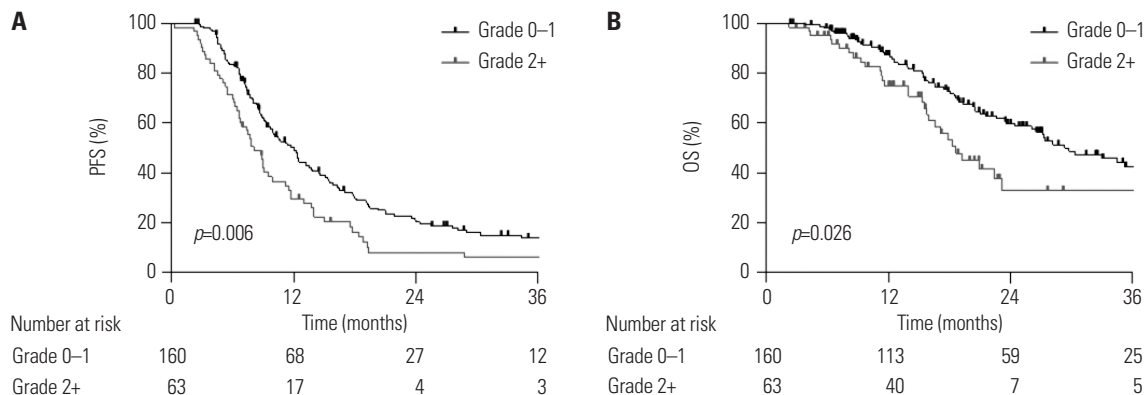 A
100
80
60
40
20
0
PFS (%)
Grade 0–1
Grade 2+
p=0.006
0 12 24 36
Time (months)
Number at risk
Grade 0–1 160 68 27 12
Grade 2+ 63 17 4 3
B
100
80
60
40
20
0
OS (%)
Grade 0–1
Grade 2+
p=0.026
0 12 24 36
Time (months)
Number at risk
Grade 0–1 160 113 59 25
Grade 2+ 63 40 7 5